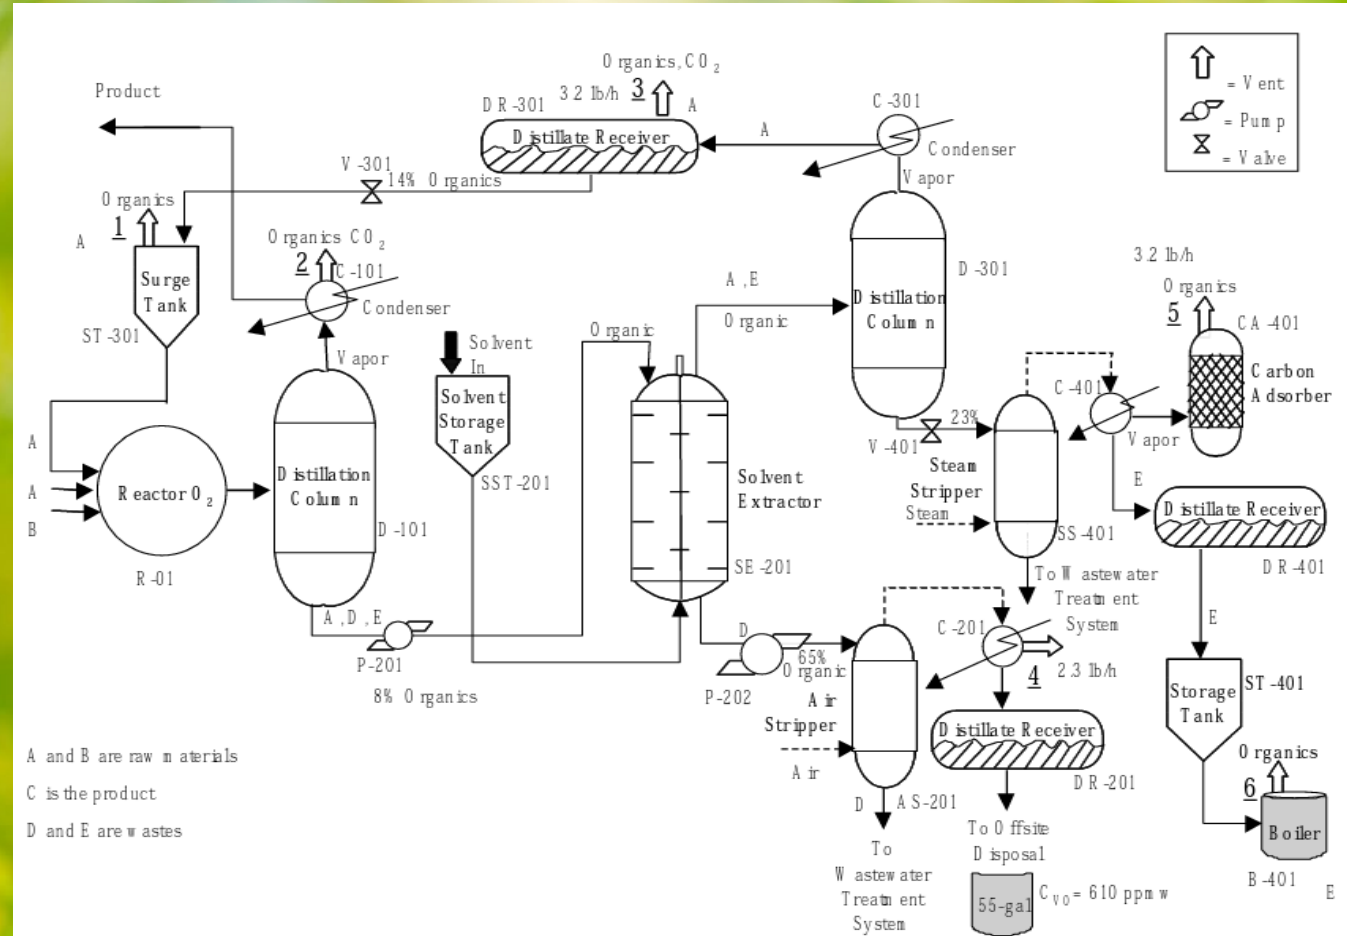 Organics, CO2
3.2 lb/h 3 A
DR-301
Distillate Receiver
Product
C-301
A
Condenser
Vapor
= Vent
= Pump
= Valve
V-301
14% Organics
Organics
1
A
Surge
Tank
ST-301
Organics CO2
2
C-101
Condenser
Vapor
D-301
Distillation
Column
A,E
Organic
3.2 lb/h
Organics
5
CA-401
Carbon
Adsorber
Organic
Solvent
In
Solvent
Storage
Tank
SST-201
C-401
Vapor
V-401
23%
Steam
Stripper
Steam
SS-401
E
Distillate Receiver
DR-401
A
A
B
Reactor O2
R-01
Distillation
Column
D-101
Solvent
Extractor
SE-201
To Wastewater
Treatment
System
A,D,E
P-201
8% Organics
D
65%
Organic
P-202
C-201
4
2.3 lb/h
E
Air
Stripper
Air
Distillate Receiver
DR-201
Storage
Tank
ST-401
D
AS-201
Organics
6
Boiler
B-401
E
A and B are raw materials
C is the product
D and E are wastes
To
Wastewater
Treatment
System
To Offsite
Disposal
55-gal
CVO = 610 ppmw